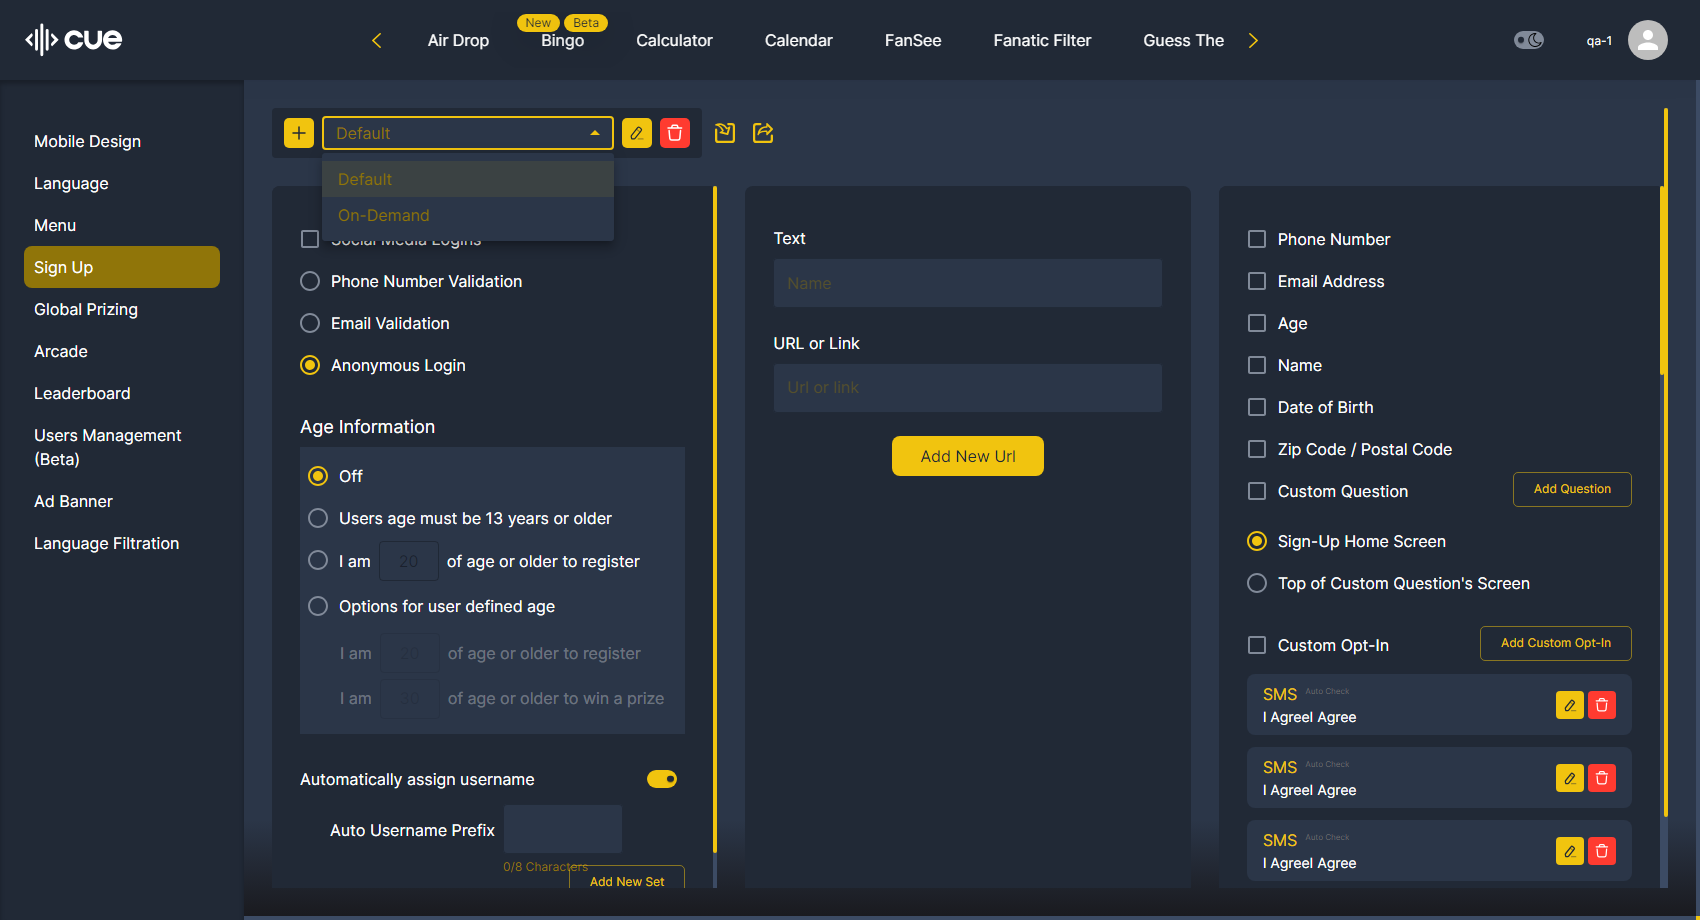 cue
New
Beta
Air Drop
Bingo
Calculator
Calendar
FanSee
Fanatic Filter
Guess The
qa-1
Mobile Design
Language
Menu
Sign Up
Global Prizing
Arcade
Leaderboard
Users Management
(Beta)
Ad Banner
Language Filtration
Default
Default
On-Demand
Social Media Logins
Phone Number Validation
Email Validation
Anonymous Login
Age Information
Off
Users age must be 13 years or older
I am 20 of age or older to register
Options for user defined age
I am 20 of age or older to register
I am 30 of age or older to win a prize
Automatically assign username
Auto Username Prefix
0/8 Characters
Add New Set
Text
Name
URL or Link
Url or link
Add New Url
Phone Number
Email Address
Age
Name
Date of Birth
Zip Code / Postal Code
Custom Question
Add Question
Sign-Up Home Screen
Top of Custom Question's Screen
Custom Opt-In
Add Custom Opt-In
SMS Auto Check
I AgreeI Agree
SMS Auto Check
I AgreeI Agree
SMS Auto Check
I AgreeI Agree